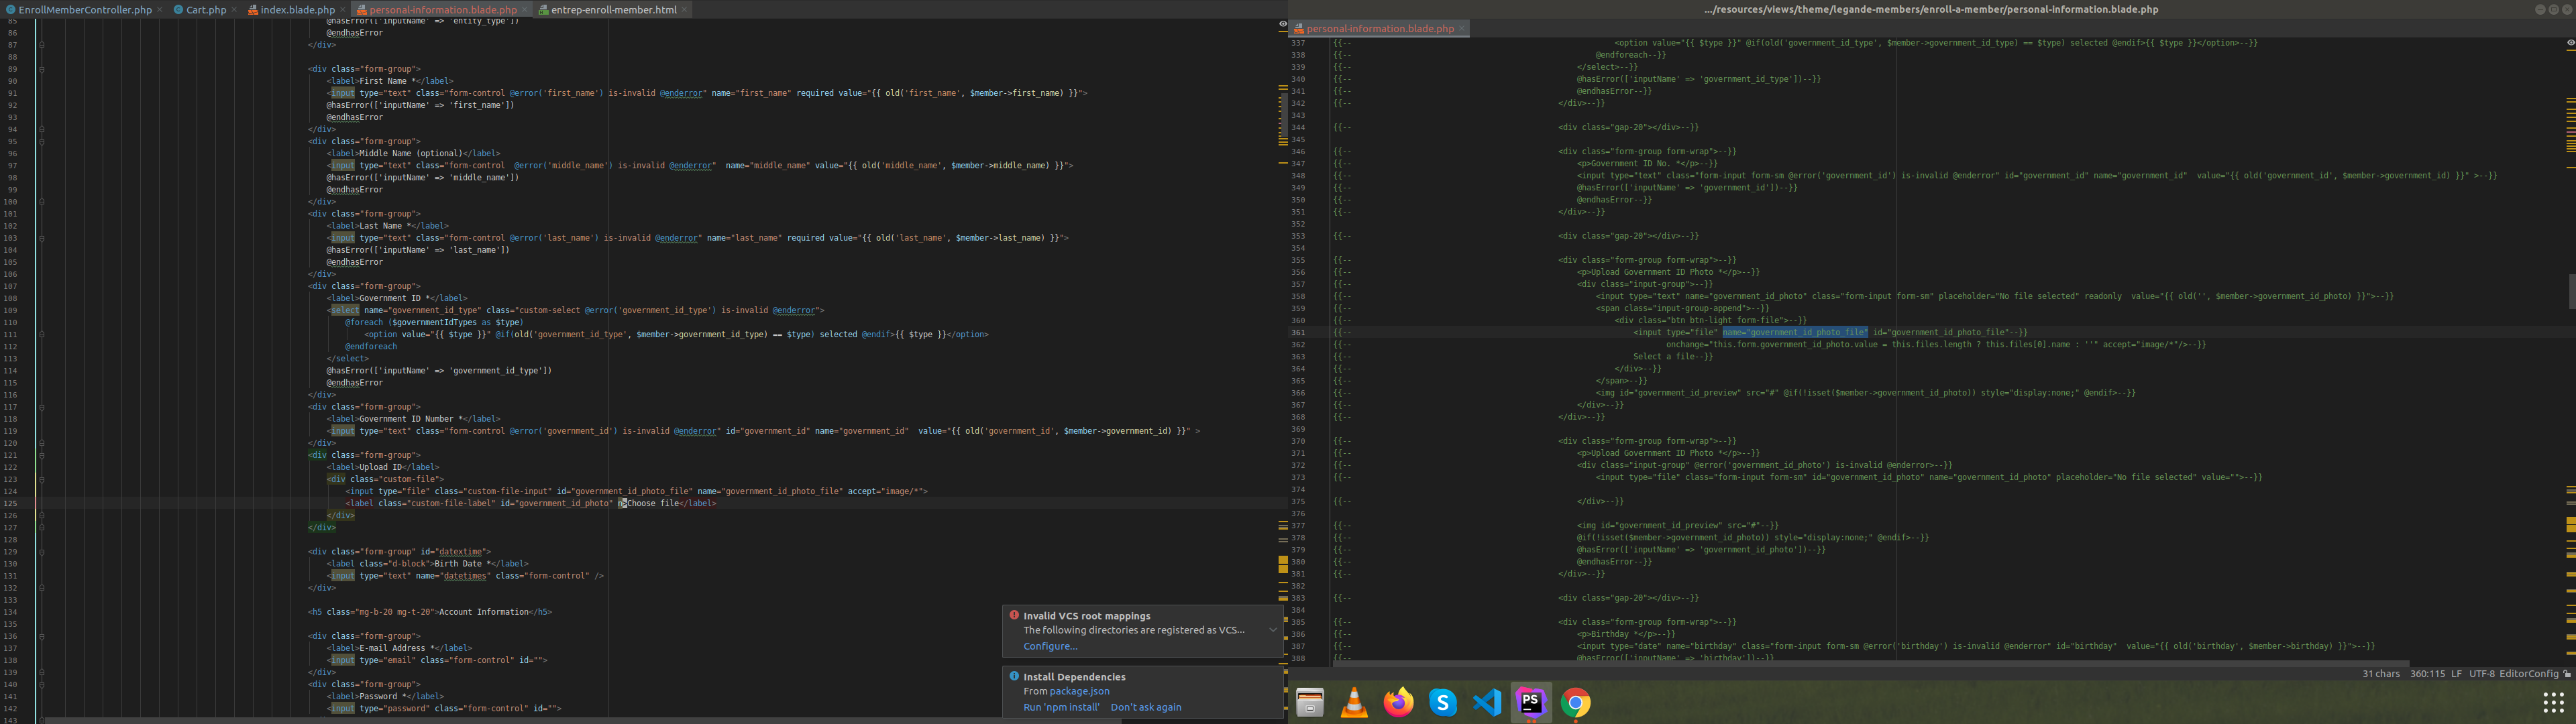 EnrollMemberController.php × Cart.php × index.blade.php × personal-information.blade.php × entrep-enroll-member.html ×
85 @hasError(['inputName' => 'entity_type'])
86 @endhasError
87 </div>
88
89 <div class="form-group">
90 <label>First Name *</label>
91 <input type="text" class="form-control @error('first_name') is-invalid @enderror" name="first_name" required value="{{ old('first_name', $member->first_name) }}">
92 @hasError(['inputName' => 'first_name'])
93 @endhasError
94 </div>
95 <div class="form-group">
96 <label>Middle Name (optional)</label>
97 <input type="text" class="form-control  @error('middle_name') is-invalid @enderror"  name="middle_name" value="{{ old('middle_name', $member->middle_name) }}">
98 @hasError(['inputName' => 'middle_name'])
99 @endhasError
100 </div>
101 <div class="form-group">
102 <label>Last Name *</label>
103 <input type="text" class="form-control @error('last_name') is-invalid @enderror" name="last_name" required value="{{ old('last_name', $member->last_name) }}">
104 @hasError(['inputName' => 'last_name'])
105 @endhasError
106 </div>
107 <div class="form-group">
108 <label>Government ID *</label>
109 <select name="government_id_type" class="custom-select @error('government_id_type') is-invalid @enderror">
110 @foreach ($governmentIdTypes as $type)
111 <option value="{{ $type }}" @if(old('government_id_type', $member->government_id_type) == $type) selected @endif>{{ $type }}</option>
112 @endforeach
113 </select>
114 @hasError(['inputName' => 'government_id_type'])
115 @endhasError
116 </div>
117 <div class="form-group">
118 <label>Government ID Number *</label>
119 <input type="text" class="form-control @error('government_id') is-invalid @enderror" id="government_id" name="government_id"  value="{{ old('government_id', $member->government_id) }}" >
120 </div>
121 <div class="form-group">
122 <label>Upload ID</label>
123 <div class="custom-file">
124 <input type="file" class="custom-file-input" id="government_id_photo_file" name="government_id_photo_file" accept="image/*">
125 <label class="custom-file-label" id="government_id_photo" n>Choose file</label>
126 </div>
127 </div>
128
129 <div class="form-group" id="datextime">
130 <label class="d-block">Birth Date *</label>
131 <input type="text" name="datetimes" class="form-control" />
132 </div>
133
134 <h5 class="mg-b-20 mg-t-20">Account Information</h5>
135
136 <div class="form-group">
137 <label>E-mail Address *</label>
138 <input type="email" class="form-control" id="">
139 </div>
140 <div class="form-group">
141 <label>Password *</label>
142 <input type="password" class="form-control" id="">
143
Invalid VCS root mappings
The following directories are registered as VCS...
Configure...
Install Dependencies
From package.json
Run 'npm install' Don't ask again
.../resources/views/theme/legande-members/enroll-a-member/personal-information.blade.php
personal-information.blade.php ×
337 {{-- <option value="{{ $type }}" @if(old('government_id_type', $member->government_id_type) == $type) selected @endif>{{ $type }}</option>--}}
338 {{-- @endforeach--}}
339 {{-- </select>--}}
340 {{-- @hasError(['inputName' => 'government_id_type'])--}}
341 {{-- @endhasError--}}
342 {{-- </div>--}}
343
344 {{-- <div class="gap-20"></div>--}}
345
346 {{-- <div class="form-group form-wrap">--}}
347 {{-- <p>Government ID No. *</p>--}}
348 {{-- <input type="text" class="form-input form-sm @error('government_id') is-invalid @enderror" id="government_id" name="government_id"  value="{{ old('government_id', $member->government_id) }}" >--}}
349 {{-- @hasError(['inputName' => 'government_id'])--}}
350 {{-- @endhasError--}}
351 {{-- </div>--}}
352
353 {{-- <div class="gap-20"></div>--}}
354
355 {{-- <div class="form-group form-wrap">--}}
356 {{-- <p>Upload Government ID Photo *</p>--}}
357 {{-- <div class="input-group">--}}
358 {{-- <input type="text" name="government_id_photo" class="form-input form-sm" placeholder="No file selected" readonly  value="{{ old('', $member->government_id_photo) }}">--}}
359 {{-- <span class="input-group-append">--}}
360 {{-- <div class="btn btn-light form-file">--}}
361 {{-- <input type="file" name="government_id_photo_file" id="government_id_photo_file"--}}
362 {{-- onchange="this.form.government_id_photo.value = this.files.length ? this.files[0].name : ''" accept="image/*"/>--}}
363 {{-- Select a file--}}
364 {{-- </div>--}}
365 {{-- </span>--}}
366 {{-- <img id="government_id_preview" src="#" @if(!isset($member->government_id_photo)) style="display:none;" @endif>--}}
367 {{-- </div>--}}
368 {{-- </div>--}}
369
370 {{-- <div class="form-group form-wrap">--}}
371 {{-- <p>Upload Government ID Photo *</p>--}}
372 {{-- <div class="input-group" @error('government_id_photo') is-invalid @enderror>--}}
373 {{-- <input type="file" class="form-input form-sm" id="government_id_photo" name="government_id_photo" placeholder="No file selected" value="">--}}
374
375 {{-- </div>--}}
376
377 {{-- <img id="government_id_preview" src="#"--}}
378 {{-- @if(!isset($member->government_id_photo)) style="display:none;" @endif>--}}
379 {{-- @hasError(['inputName' => 'government_id_photo'])--}}
380 {{-- @endhasError--}}
381 {{-- </div>--}}
382
383 {{-- <div class="gap-20"></div>--}}
384
385 {{-- <div class="form-group form-wrap">--}}
386 {{-- <p>Birthday *</p>--}}
387 {{-- <input type="date" name="birthday" class="form-input form-sm @error('birthday') is-invalid @enderror" id="birthday"  value="{{ old('birthday', $member->birthday) }}">--}}
388 {{-- @hasError(['inputName' => 'birthday'])--}}
31 chars 360:115 LF UTF-8 EditorConfig
PS